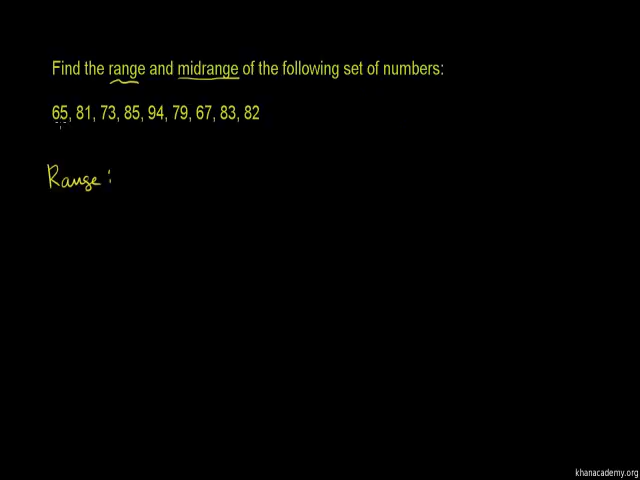 Find the range and midrange of the following set of numbers:
65, 81, 73, 85, 94, 79, 67, 83, 82
Range:
khanacademy.org